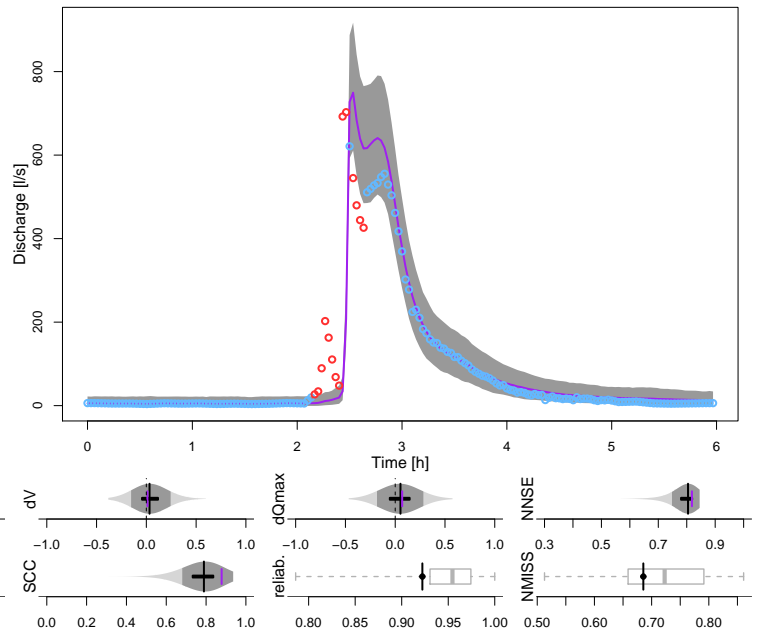 Discharge [l/s]
800
600
400
200
0
0 1 2 3 4 5 6
Time [h]
dV
−1.0 −0.5 0.0 0.5 1.0
dQmax
−1.0 −0.5 0.0 0.5 1.0
NNSE
0.3 0.5 0.7 0.9
SCC
0.0 0.2 0.4 0.6 0.8 1.0
reliab.
0.80 0.85 0.90 0.95 1.00
NMISS
0.50 0.60 0.70 0.80